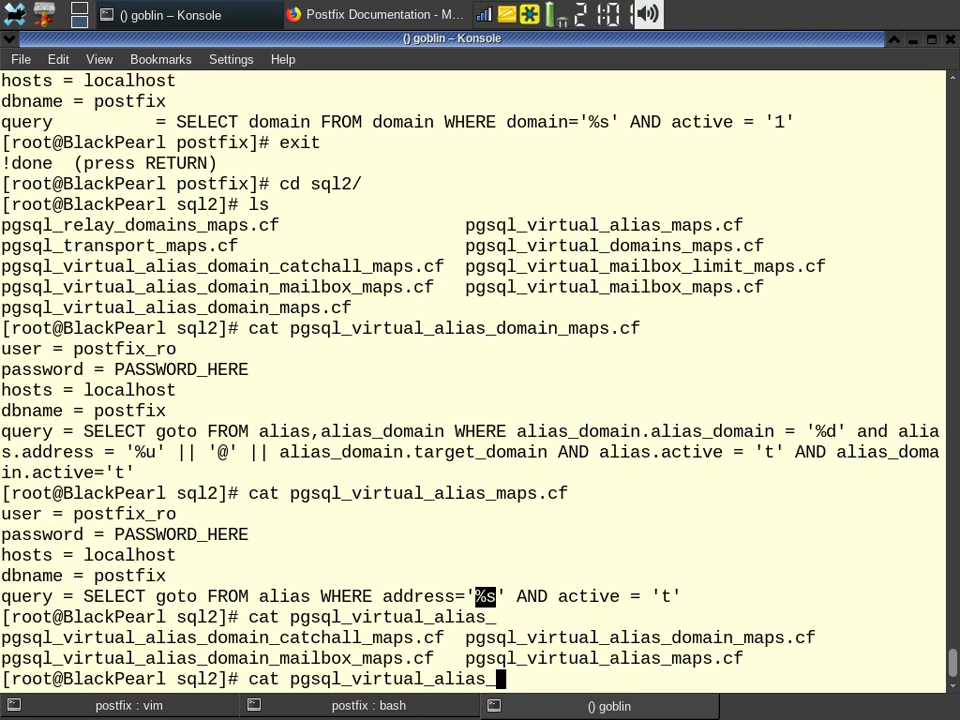 () goblin – Konsole
Postfix Documentation - M...
21:01
() goblin – Konsole
File Edit View Bookmarks Settings Help
hosts = localhost
dbname = postfix
query          = SELECT domain FROM domain WHERE domain='%s' AND active = '1'
[root@BlackPearl postfix]# exit
!done  (press RETURN)
[root@BlackPearl postfix]# cd sql2/
[root@BlackPearl sql2]# ls
pgsql_relay_domains_maps.cf                  pgsql_virtual_alias_maps.cf
pgsql_transport_maps.cf                      pgsql_virtual_domains_maps.cf
pgsql_virtual_alias_domain_catchall_maps.cf  pgsql_virtual_mailbox_limit_maps.cf
pgsql_virtual_alias_domain_mailbox_maps.cf   pgsql_virtual_mailbox_maps.cf
pgsql_virtual_alias_domain_maps.cf
[root@BlackPearl sql2]# cat pgsql_virtual_alias_domain_maps.cf
user = postfix_ro
password = PASSWORD_HERE
hosts = localhost
dbname = postfix
query = SELECT goto FROM alias,alias_domain WHERE alias_domain.alias_domain = '%d' and alia
s.address = '%u' || '@' || alias_domain.target_domain AND alias.active = 't' AND alias_doma
in.active='t'
[root@BlackPearl sql2]# cat pgsql_virtual_alias_maps.cf
user = postfix_ro
password = PASSWORD_HERE
hosts = localhost
dbname = postfix
query = SELECT goto FROM alias WHERE address='%s' AND active = 't'
[root@BlackPearl sql2]# cat pgsql_virtual_alias_
pgsql_virtual_alias_domain_catchall_maps.cf  pgsql_virtual_alias_domain_maps.cf
pgsql_virtual_alias_domain_mailbox_maps.cf   pgsql_virtual_alias_maps.cf
[root@BlackPearl sql2]# cat pgsql_virtual_alias_
postfix : vim
postfix : bash
() goblin